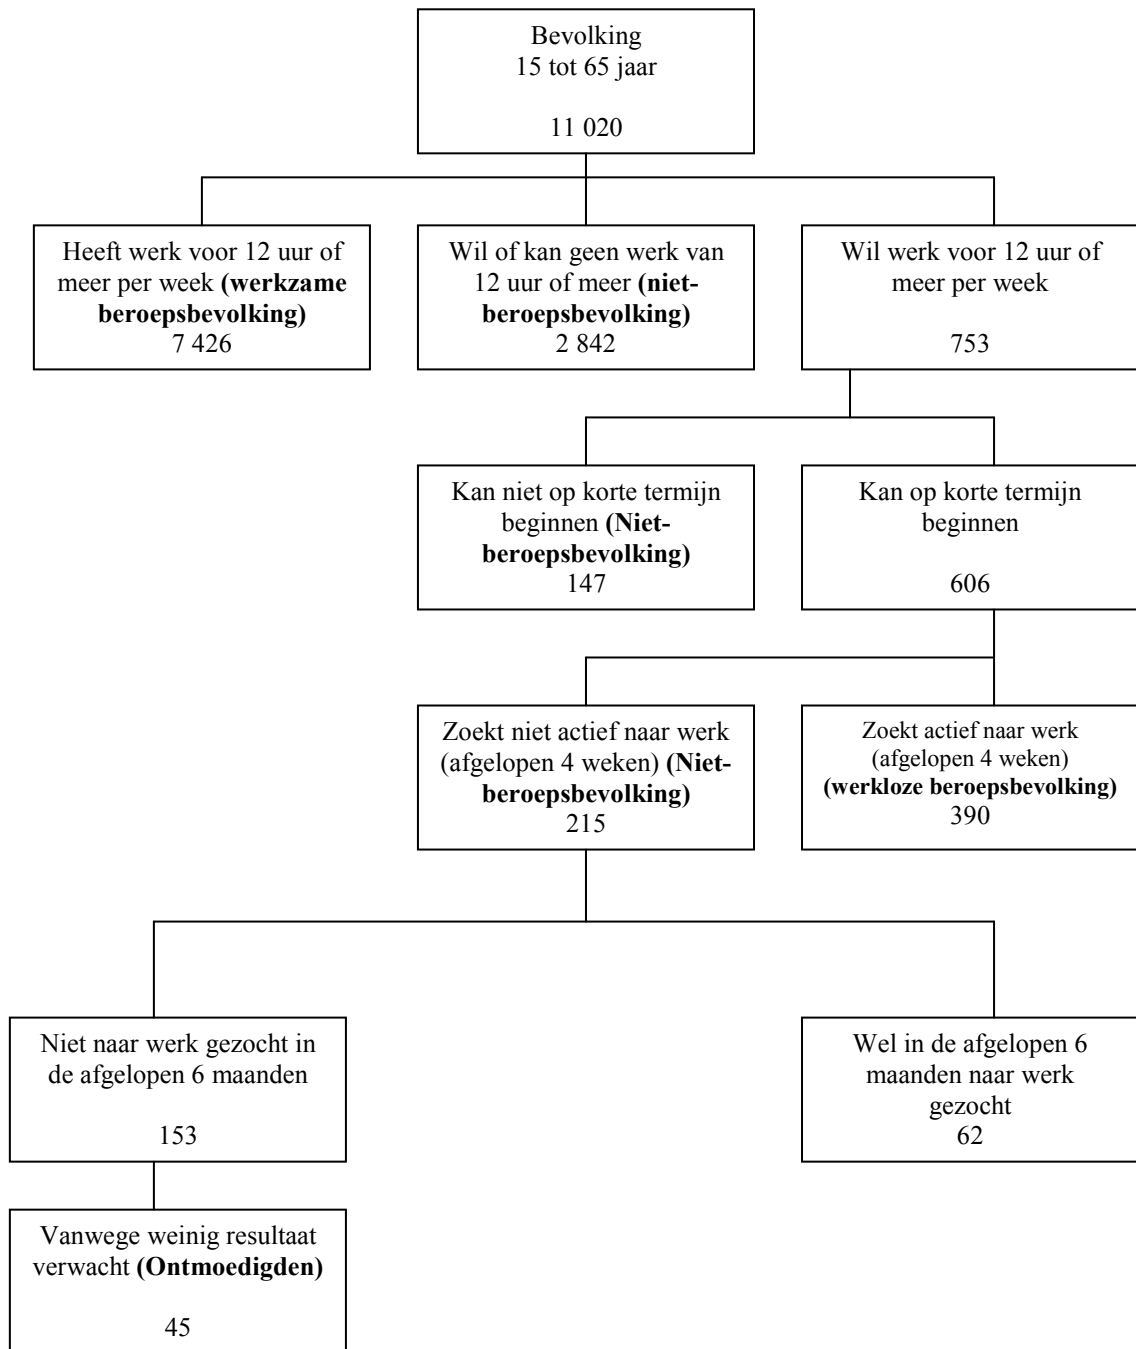 Bevolking
15 tot 65 jaar
11 020
Heeft werk voor 12 uur of
meer per week (werkzame
beroepsbevolking)
7 426
Wil of kan geen werk van
12 uur of meer (niet-
beroepsbevolking)
2 842
Wil werk voor 12 uur of
meer per week
753
Kan niet op korte termijn
beginnen (Niet-
beroepsbevolking)
147
Kan op korte termijn
beginnen
606
Zoekt niet actief naar werk
(afgelopen 4 weken) (Niet-
beroepsbevolking)
215
Zoekt actief naar werk
(afgelopen 4 weken)
(werkloze beroepsbevolking)
390
Niet naar werk gezocht in
de afgelopen 6 maanden
153
Wel in de afgelopen 6
maanden naar werk
gezocht
62
Vanwege weinig resultaat
verwacht (Ontmoedigden)
45